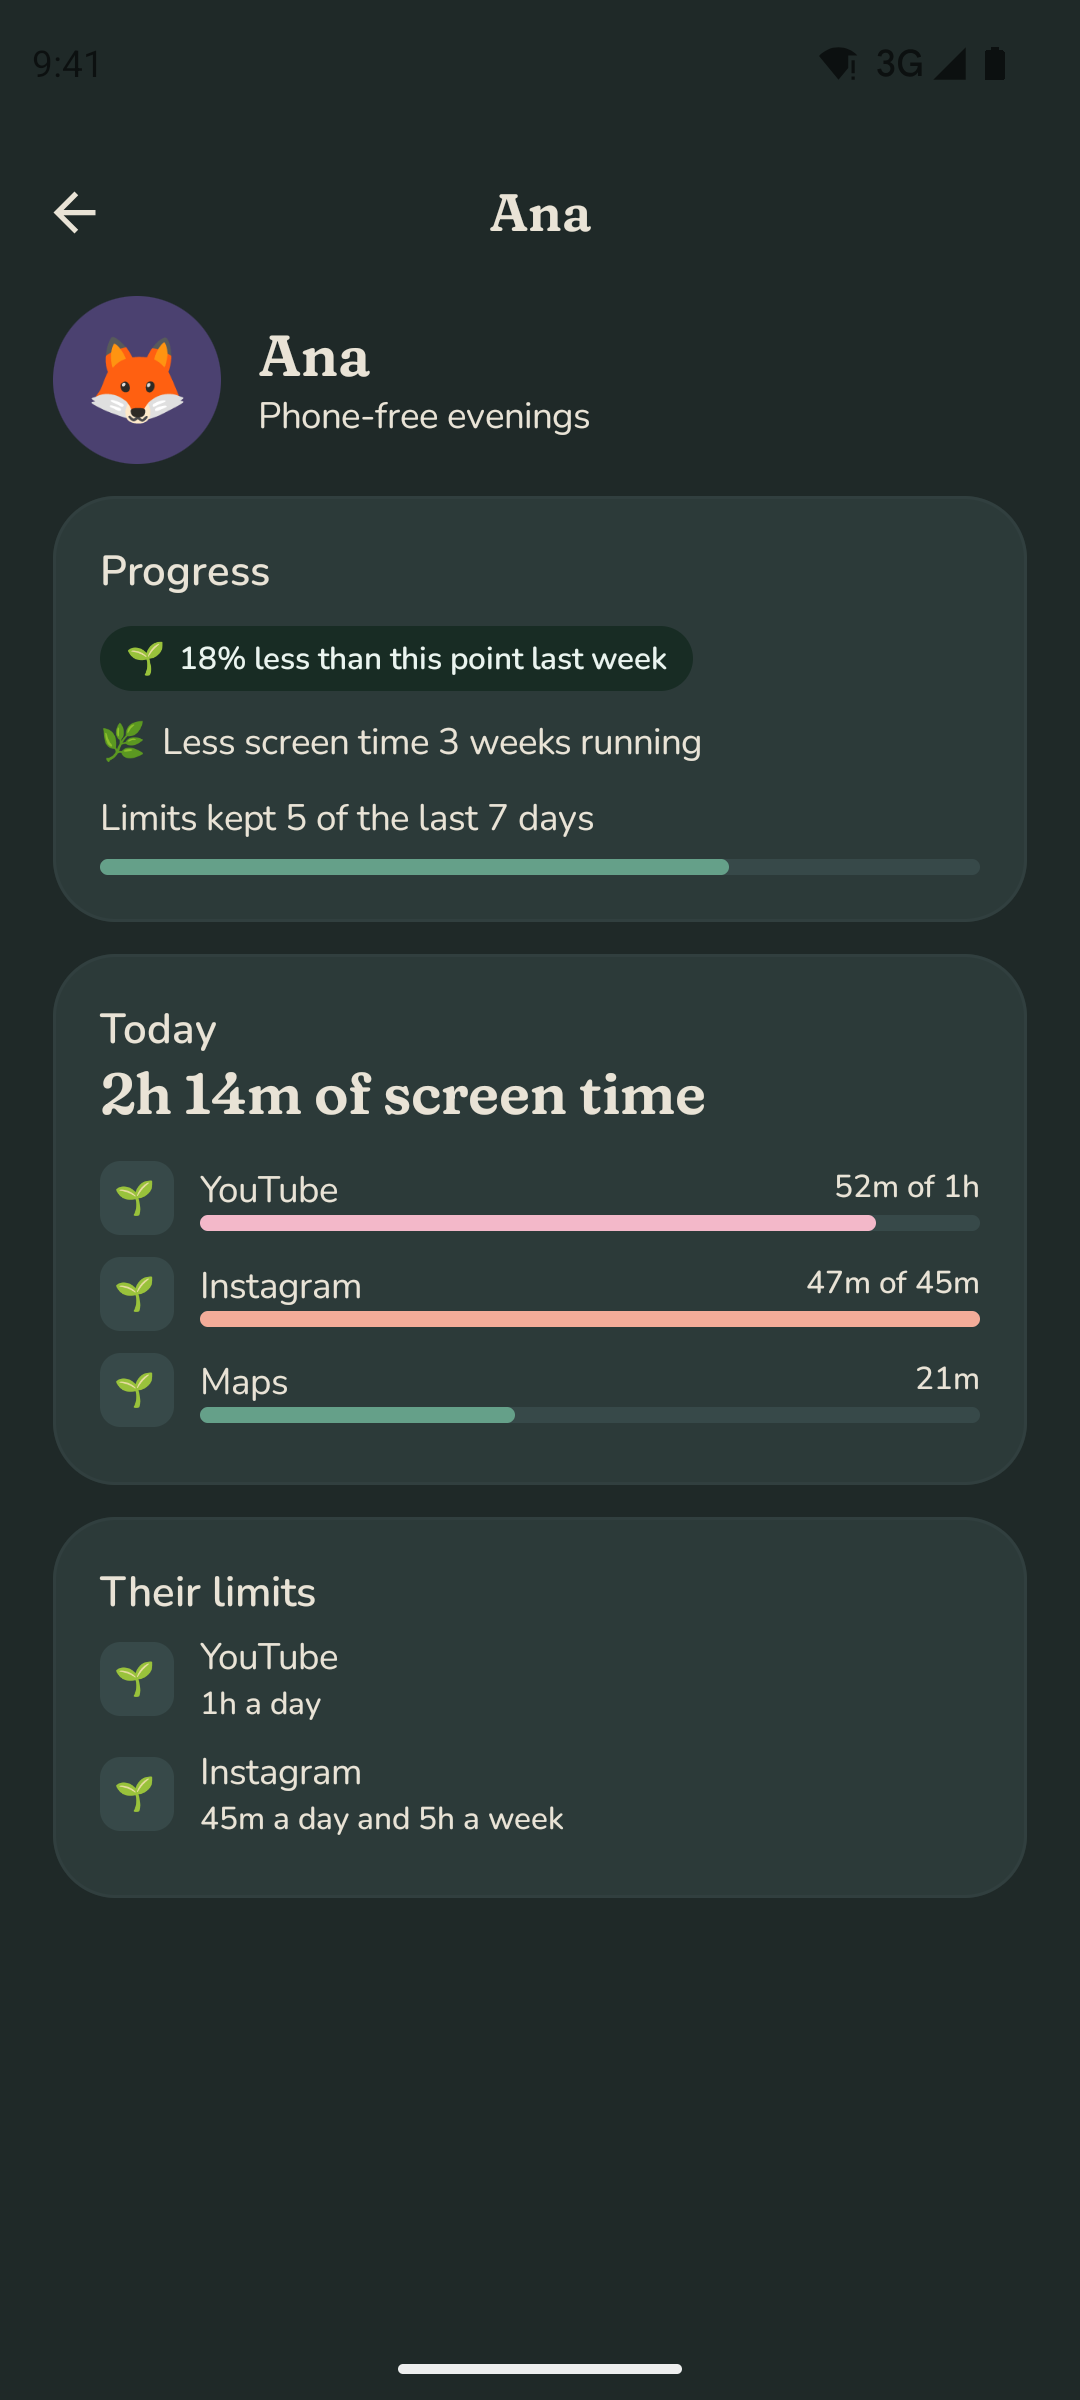 9:41
3G
Ana
Ana
Phone-free evenings
Progress
18% less than this point last week
Less screen time 3 weeks running
Limits kept 5 of the last 7 days
Today
2h 14m of screen time
YouTube
52m of 1h
Instagram
47m of 45m
Maps
21m
Their limits
YouTube
1h a day
Instagram
45m a day and 5h a week